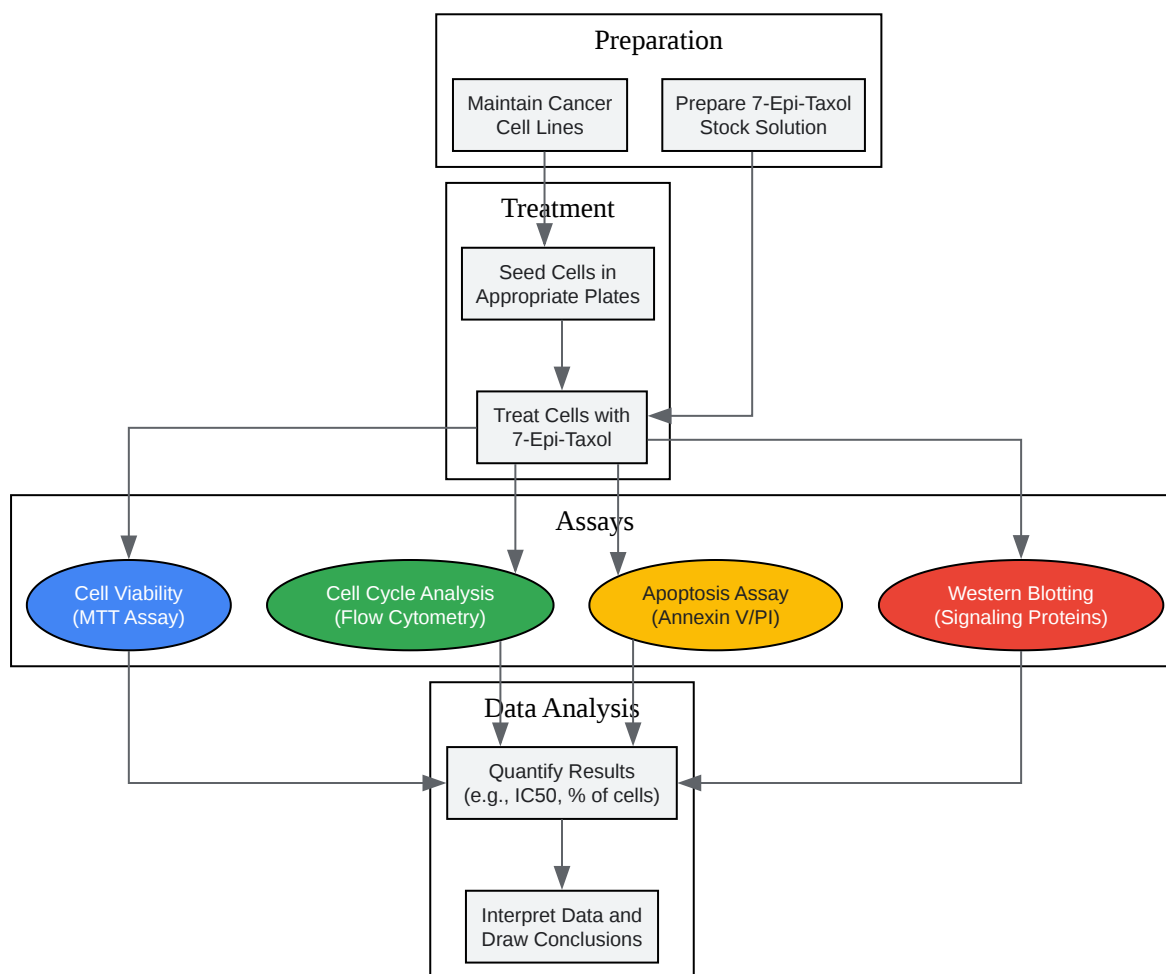 Preparation
Maintain Cancer
Cell Lines
Prepare 7-Epi-Taxol
Stock Solution
Treatment
Seed Cells in
Appropriate Plates
Treat Cells with
7-Epi-Taxol
Assays
Cell Viability
(MTT Assay)
Cell Cycle Analysis
(Flow Cytometry)
Apoptosis Assay
(Annexin V/PI)
Western Blotting
(Signaling Proteins)
Data Analysis
Quantify Results
(e.g., IC50, % of cells)
Interpret Data and
Draw Conclusions